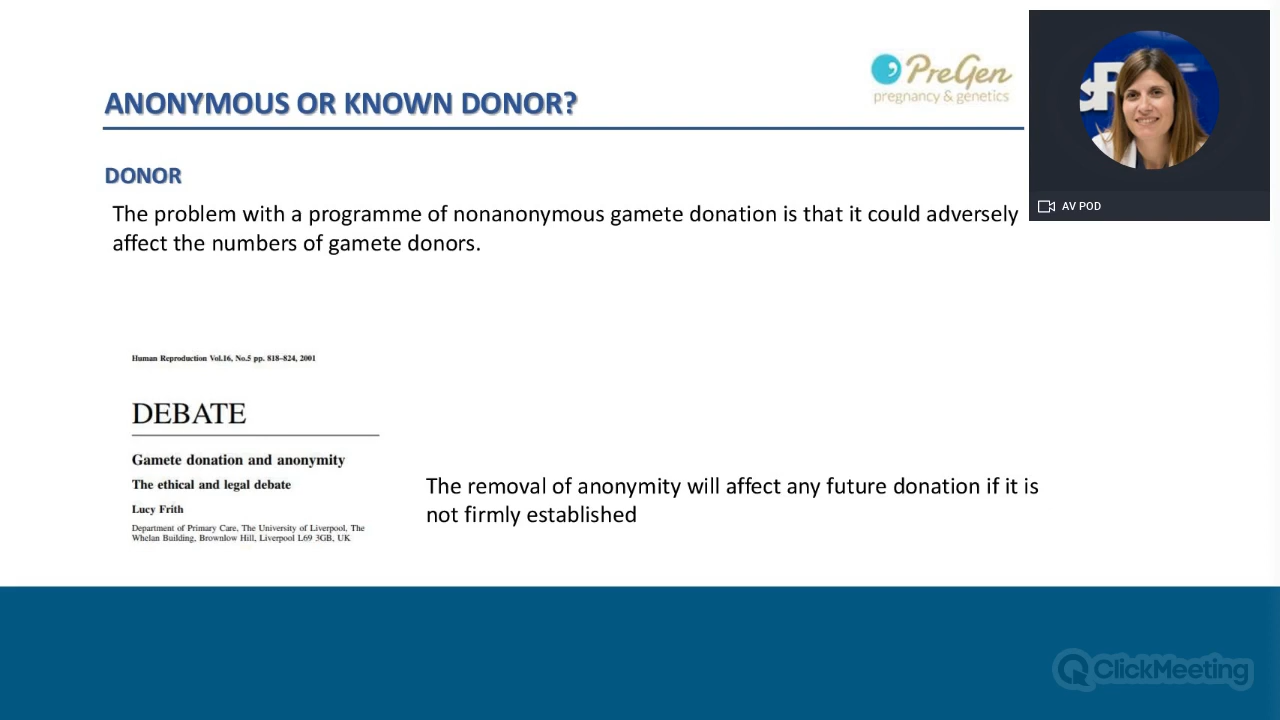 PreGen
pregnancy & genetics
ANONYMOUS OR KNOWN DONOR?
AV POD
DONOR
The problem with a programme of nonanonymous gamete donation is that it could adversely
affect the numbers of gamete donors.
Human Reproduction Vol.16, No.5 pp. 818–824, 2001
DEBATE
Gamete donation and anonymity
The ethical and legal debate
Lucy Frith
Department of Primary Care, The University of Liverpool, The
Whelan Building, Brownlow Hill, Liverpool L69 3GB, UK
The removal of anonymity will affect any future donation if it is
not firmly established
ClickMeeting